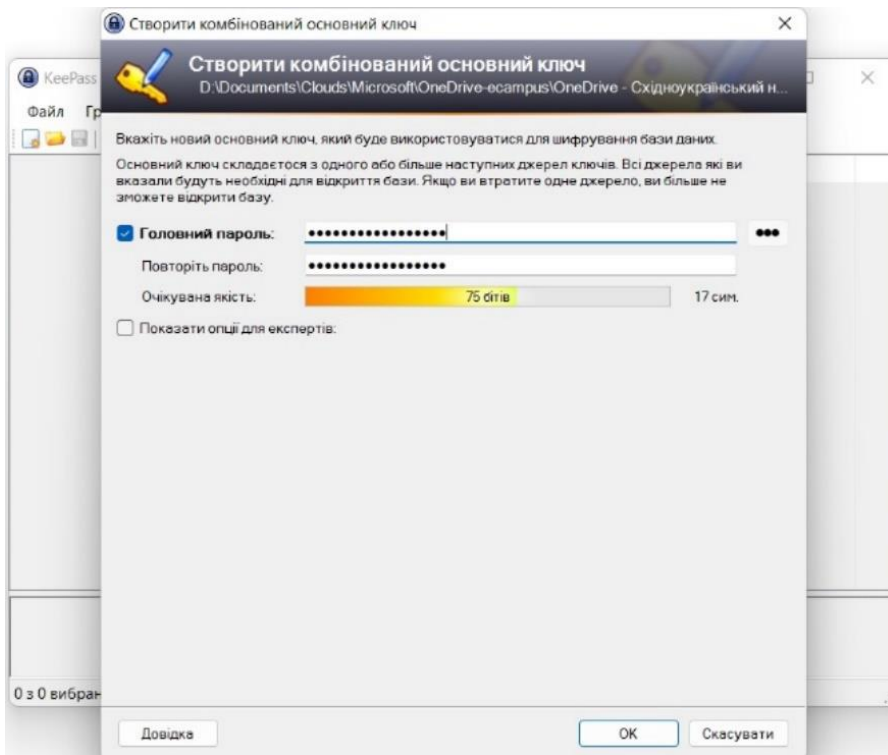 Створити комбінований основний ключ
Створити комбінований основний ключ
D:\Documents\Clouds\Microsoft\OneDrive-ecampus\OneDrive - Східноукраїнський н...
KeePass
Файл Гр
Вкажіть новий основний ключ, який буде використовуватися для шифрування бази даних.
Основний ключ складається з одного або більше наступних джерел ключів. Всі джерела які ви
вказали будуть необхідні для відкриття бази. Якщо ви втратите одне джерело, ви більше не
зможете відкрити базу.
Головний пароль:
Повторіть пароль:
Очікувана якість: 75 бітів 17 сим.
Показати опції для експертів:
0 з 0 вибран
Довідка OK Скасувати